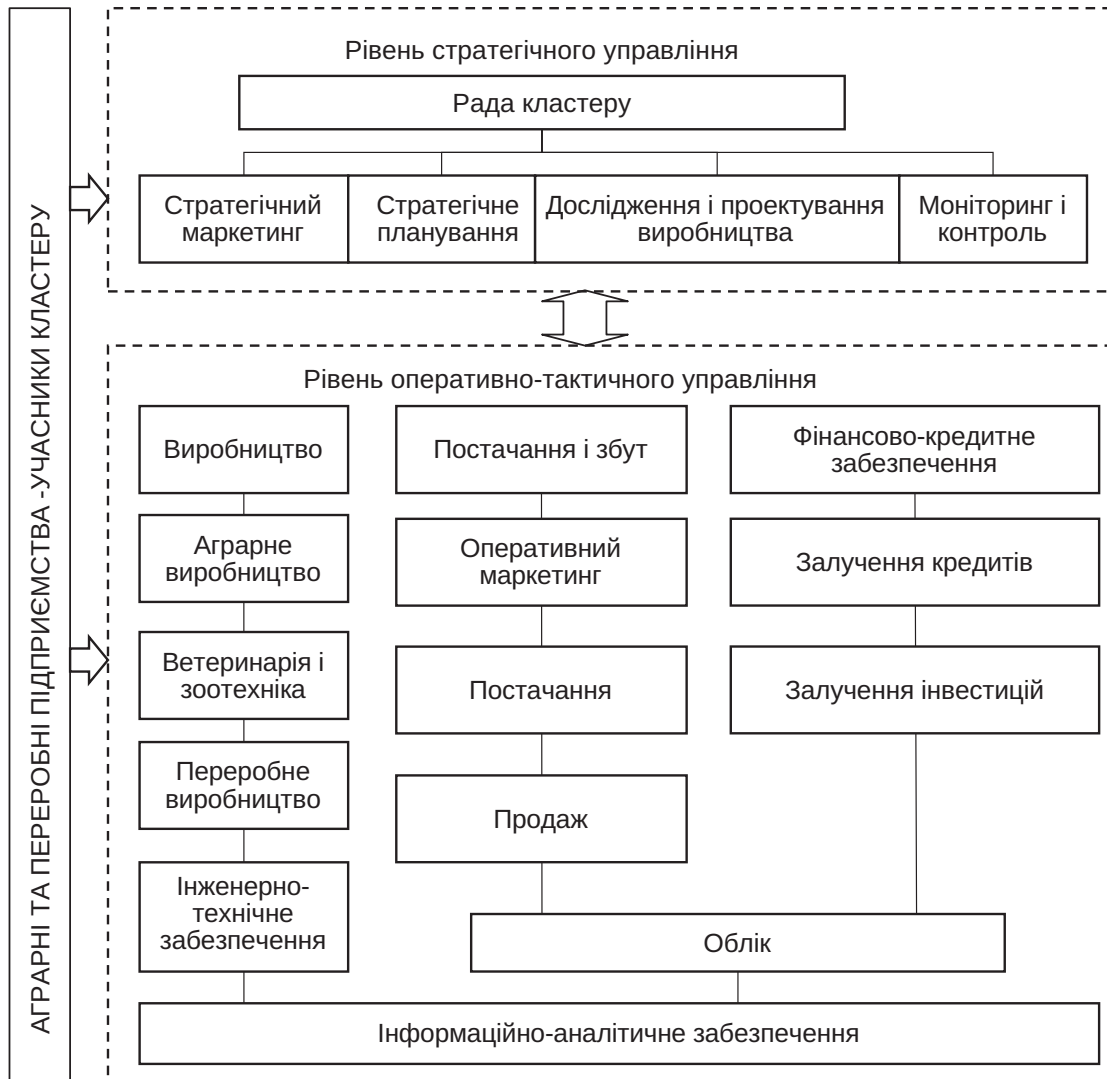 АГРАРНІ ТА ПЕРЕРОБНІ ПІДПРИЄМСТВА -УЧАСНИКИ КЛАСТЕРУ
Рівень стратегічного управління
Рада кластеру
Стратегічний
маркетинг
Стратегічне
планування
Дослідження і проектування
виробництва
Моніторинг і
контроль
Рівень оперативно-тактичного управління
Виробництво
Аграрне
виробництво
Ветеринарія і
зоотехніка
Переробне
виробництво
Інженерно-
технічне
забезпечення
Постачання і збут
Оперативний
маркетинг
Постачання
Продаж
Фінансово-кредитне
забезпечення
Залучення кредитів
Залучення інвестицій
Облік
Інформаційно-аналітичне забезпечення